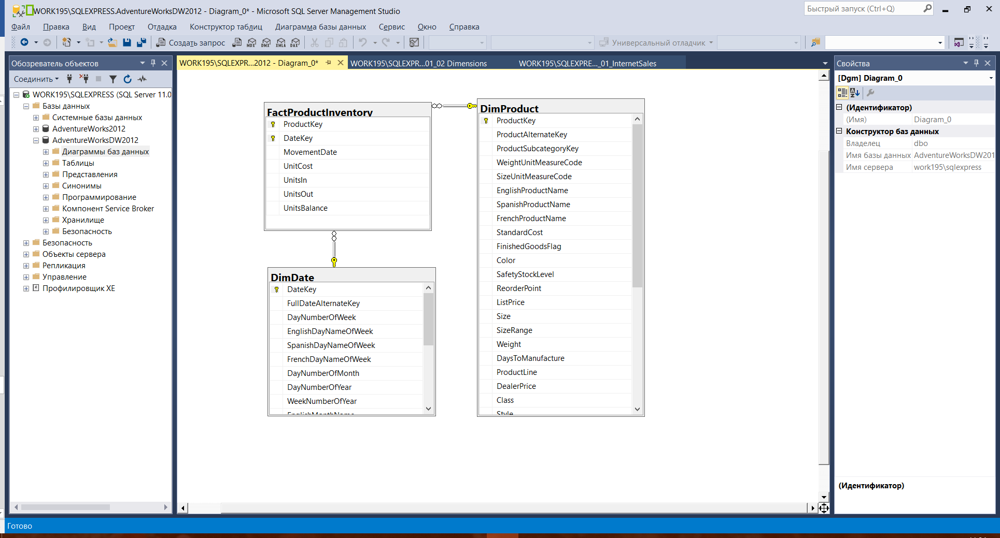 WORK195\SQLEXPRESS.AdventureWorksDW2012 - Diagram_0* - Microsoft SQL Server Management Studio
Быстрый запуск (Ctrl+Q)
Файл Правка Вид Проект Отладка Конструктор таблиц Диаграмма базы данных Сервис Окно Справка
Создать запрос MDX DMX XMLA DAX Универсальный отладчик
Обозреватель объектов
Соединить
WORK195\SQLEXPRESS (SQL Server 11.0
Базы данных
Системные базы данных
AdventureWorks2012
AdventureWorksDW2012
Диаграммы баз данных
Таблицы
Представления
Синонимы
Программирование
Компонент Service Broker
Хранилище
Безопасность
Безопасность
Объекты сервера
Репликация
Управление
Профилировщик XE
WORK195\SQLEXPR...2012 - Diagram_0* WORK195\SQLEXPR...01_02 Dimensions WORK195\SQLEXPRE..._01_InternetSales
FactProductInventory
ProductKey
DateKey
MovementDate
UnitCost
UnitsIn
UnitsOut
UnitsBalance
DimDate
DateKey
FullDateAlternateKey
DayNumberOfWeek
EnglishDayNameOfWeek
SpanishDayNameOfWeek
FrenchDayNameOfWeek
DayNumberOfMonth
DayNumberOfYear
WeekNumberOfYear
EnglishMonthName
DimProduct
ProductKey
ProductAlternateKey
ProductSubcategoryKey
WeightUnitMeasureCode
SizeUnitMeasureCode
EnglishProductName
SpanishProductName
FrenchProductName
StandardCost
FinishedGoodsFlag
Color
SafetyStockLevel
ReorderPoint
ListPrice
Size
SizeRange
Weight
DaysToManufacture
ProductLine
DealerPrice
Class
Style
Свойства
[Dgm] Diagram_0
(Идентификатор)
(Имя) Diagram_0
Конструктор баз данных
Владелец dbo
Имя базы данных AdventureWorksDW201
Имя сервера work195\sqlexpress
(Идентификатор)
Готово